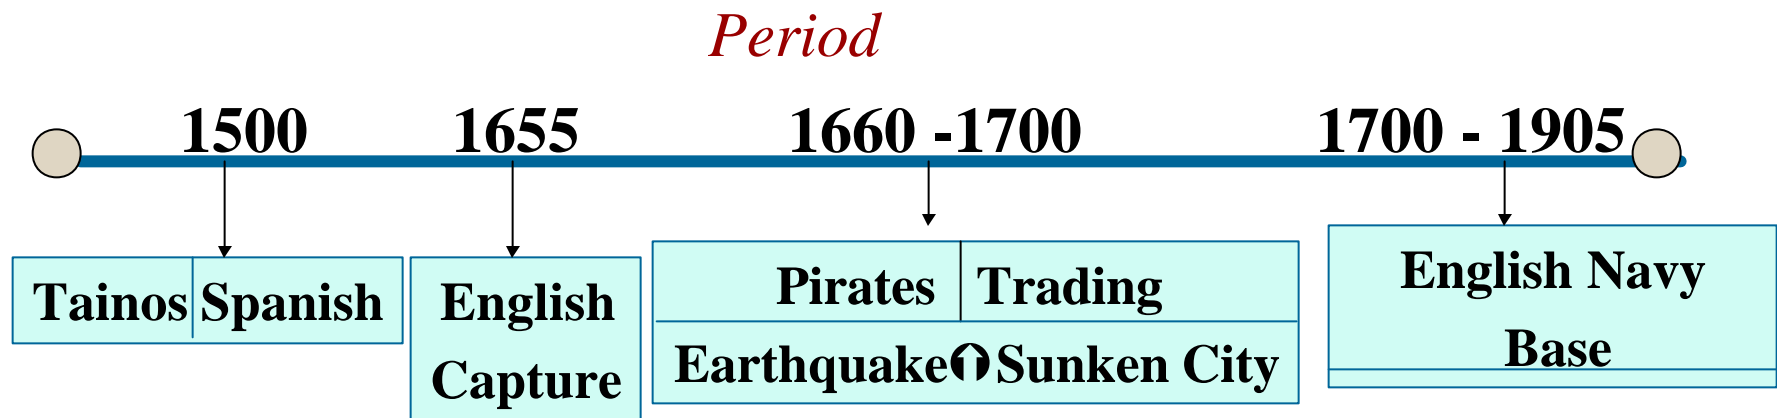 Period
1500 1655 1660 -1700 1700 - 1905
Tainos Spanish
English
Capture
Pirates Trading
Earthquake Sunken City
English Navy
Base